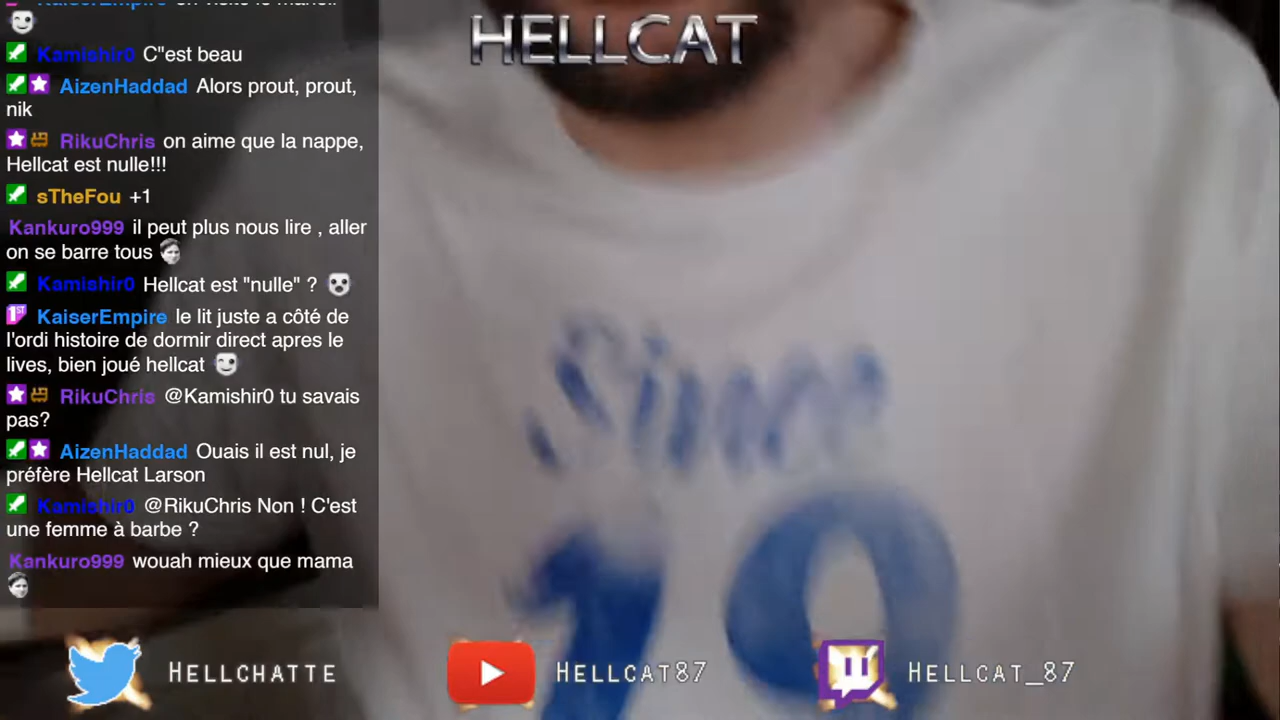 HELLCAT
Kamishir0 C"est beau
AizenHaddad Alors prout, prout,
nik
RikuChris on aime que la nappe,
Hellcat est nulle!!!
sTheFou +1
Kankuro999 il peut plus nous lire , aller
on se barre tous
Kamishir0 Hellcat est "nulle" ?
1ST KaiserEmpire le lit juste a côté de
l'ordi histoire de dormir direct apres le
lives, bien joué hellcat
RikuChris @Kamishir0 tu savais
pas?
AizenHaddad Ouais il est nul, je
préfère Hellcat Larson
Kamishir0 @RikuChris Non ! C'est
une femme à barbe ?
Kankuro999 wouah mieux que mama
Since
19
HELLCHATTE
HELLCAT87
HELLCAT_87